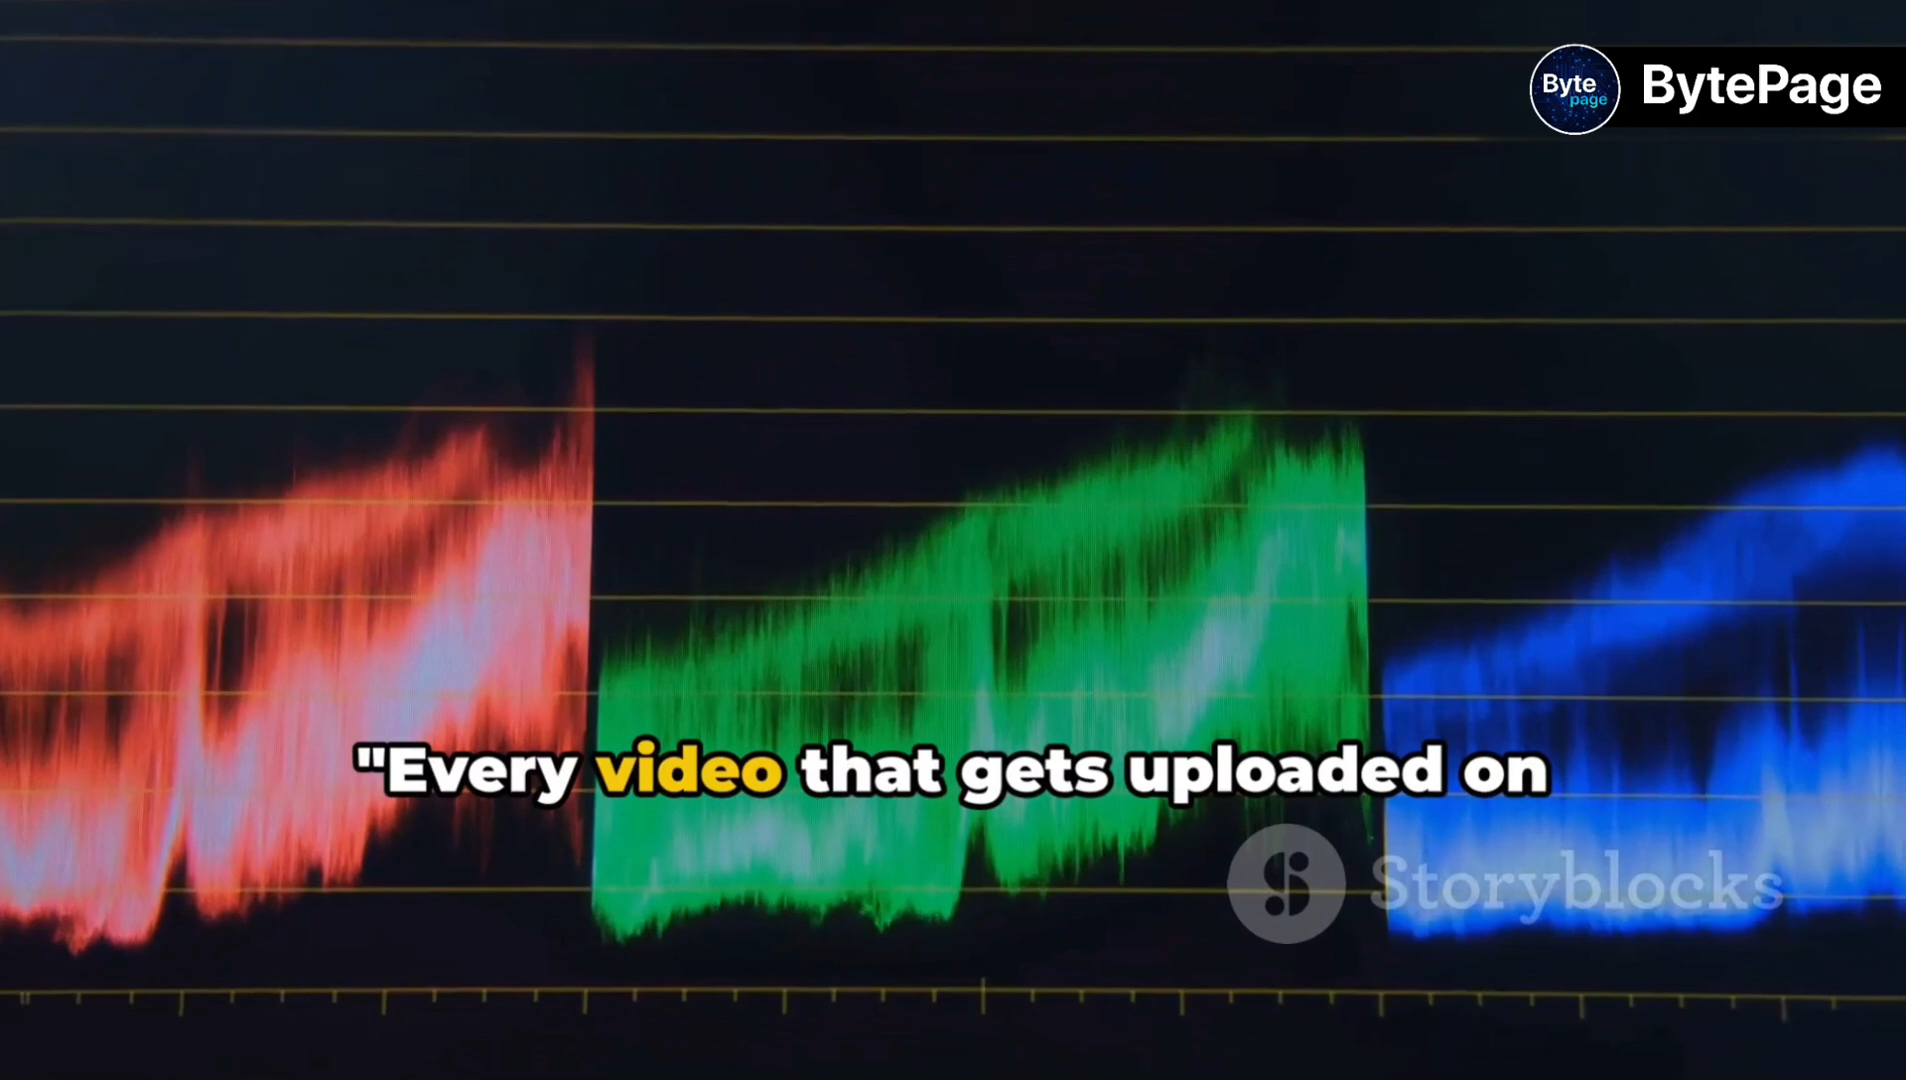 Byte
page
BytePage
"Every video that gets uploaded on
Storyblocks